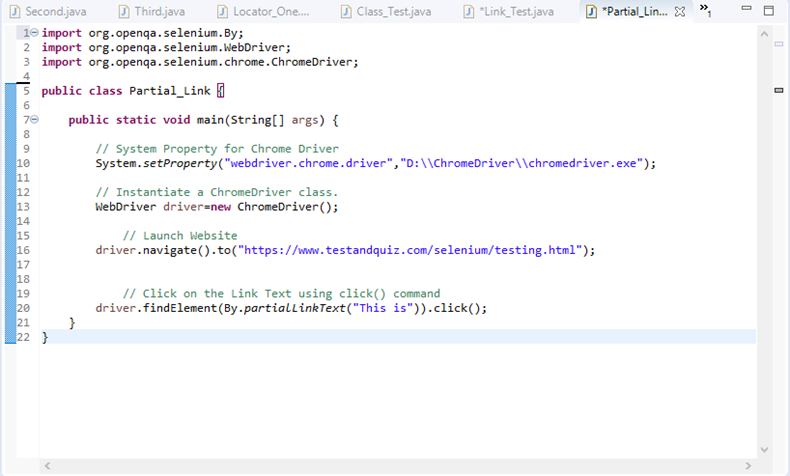 Second.java Third.java Locator_One.... Class_Test.java *Link_Test.java *Partial_Lin... »1
1 import org.openqa.selenium.By;
2 import org.openqa.selenium.WebDriver;
3 import org.openqa.selenium.chrome.ChromeDriver;
4
5 public class Partial_Link {
6
7 public static void main(String[] args) {
8
9 // System Property for Chrome Driver
10 System.setProperty("webdriver.chrome.driver","D:\\ChromeDriver\\chromedriver.exe");
11
12 // Instantiate a ChromeDriver class.
13 WebDriver driver=new ChromeDriver();
14
15 // Launch Website
16 driver.navigate().to("https://www.testandquiz.com/selenium/testing.html");
17
18
19 // Click on the Link Text using click() command
20 driver.findElement(By.partialLinkText("This is")).click();
21 }
22 }